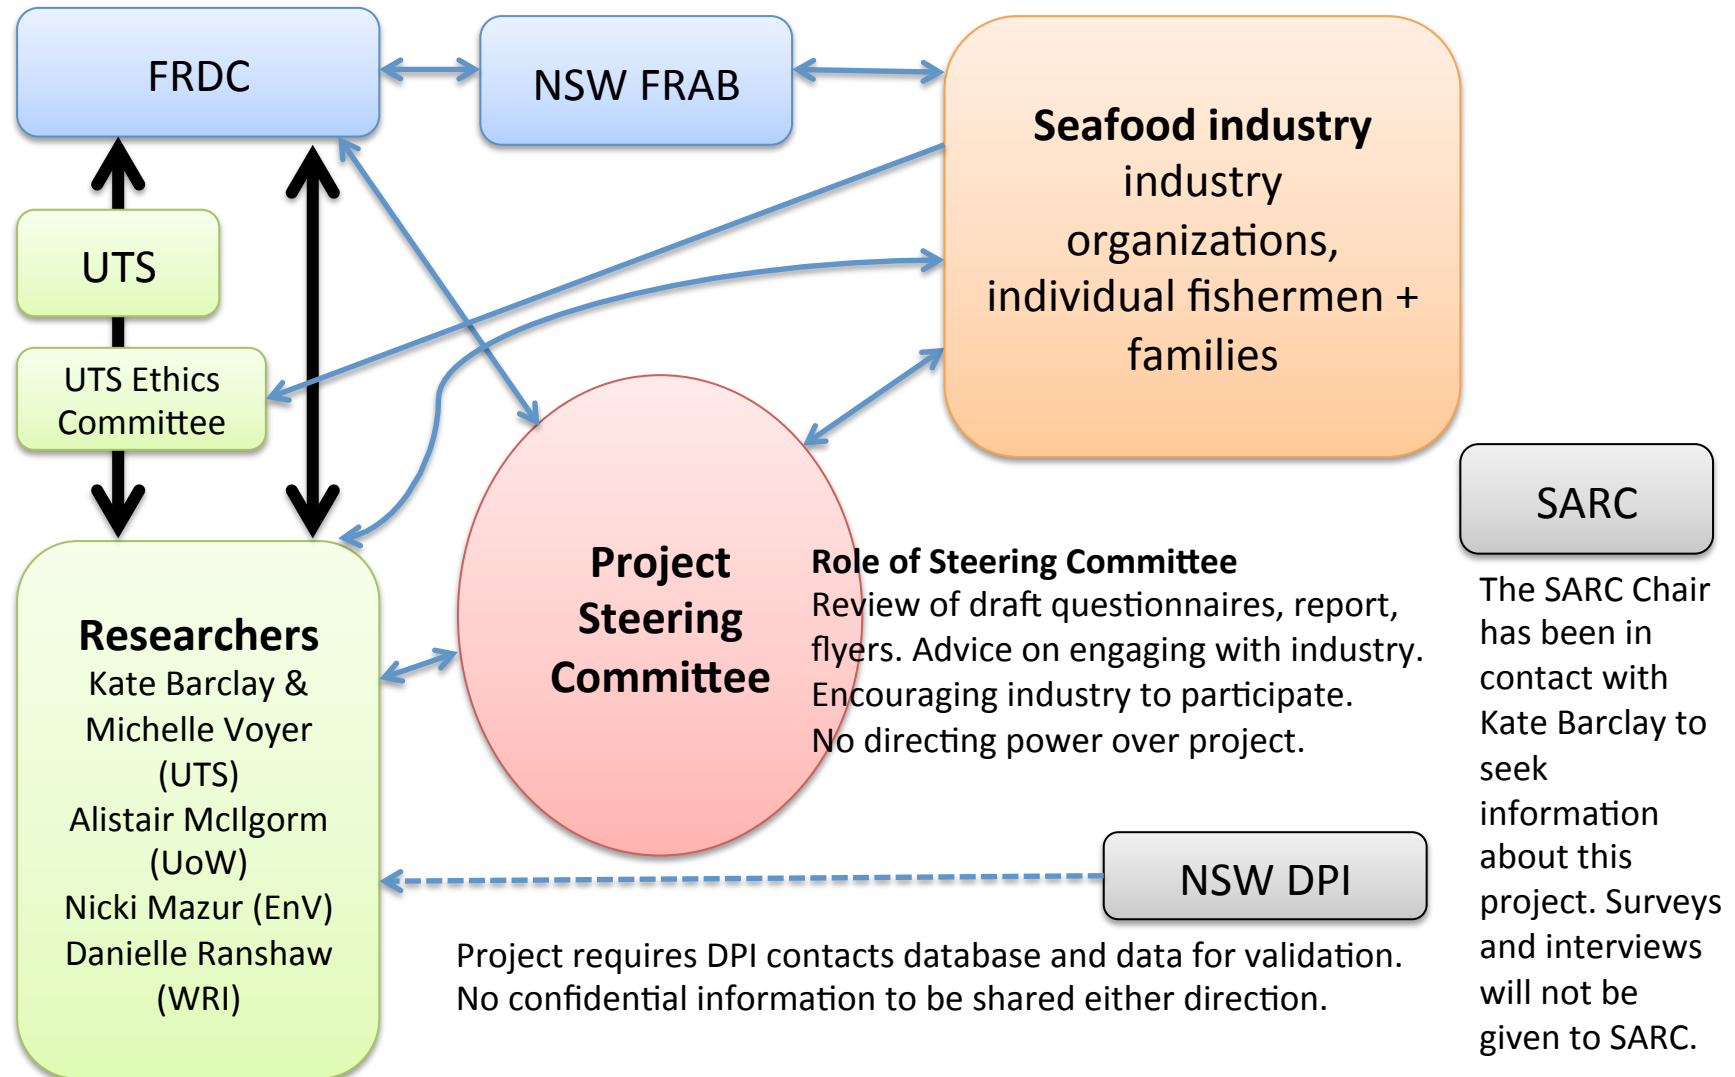 FRDC
NSW FRAB
Seafood industry
industry
organizations,
individual fishermen +
families
UTS
UTS Ethics
Committee
Researchers
Kate Barclay &
Michelle Voyer
(UTS)
Alistair McIlgorm
(UoW)
Nicki Mazur (EnV)
Danielle Ranshaw
(WRI)
Project
Steering
Committee
Role of Steering Committee
Review of draft questionnaires, report,
flyers. Advice on engaging with industry.
Encouraging industry to participate.
No directing power over project.
NSW DPI
Project requires DPI contacts database and data for validation.
No confidential information to be shared either direction.
SARC
The SARC Chair
has been in
contact with
Kate Barclay to
seek
information
about this
project. Surveys
and interviews
will not be
given to SARC.